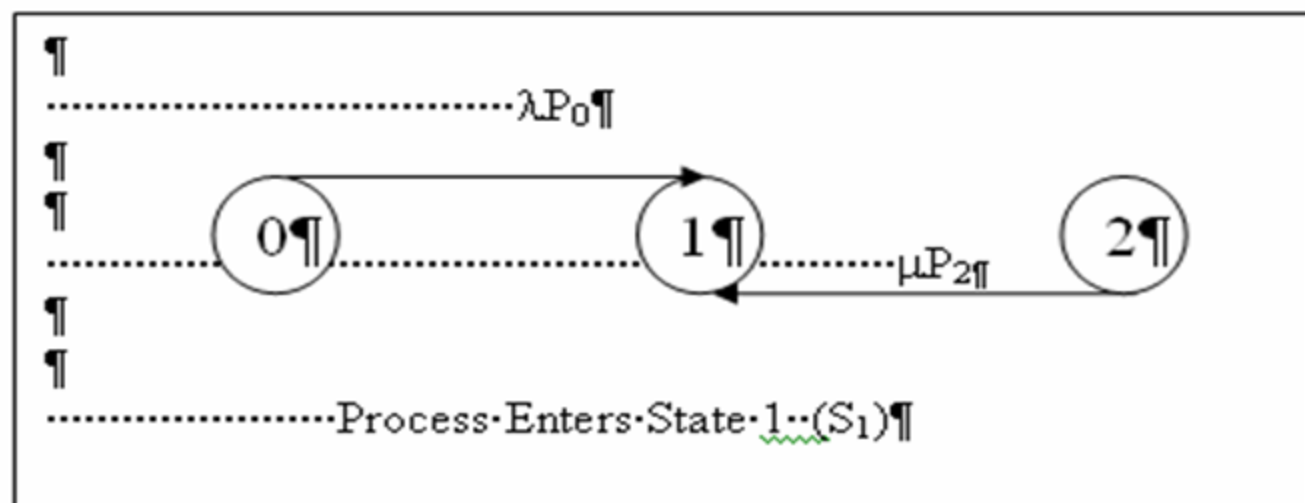 ¶
λP₀¶
¶
¶
0¶ 1¶ 2¶
μP₂¶
¶
¶
Process·Enters·State·1··(S₁)¶